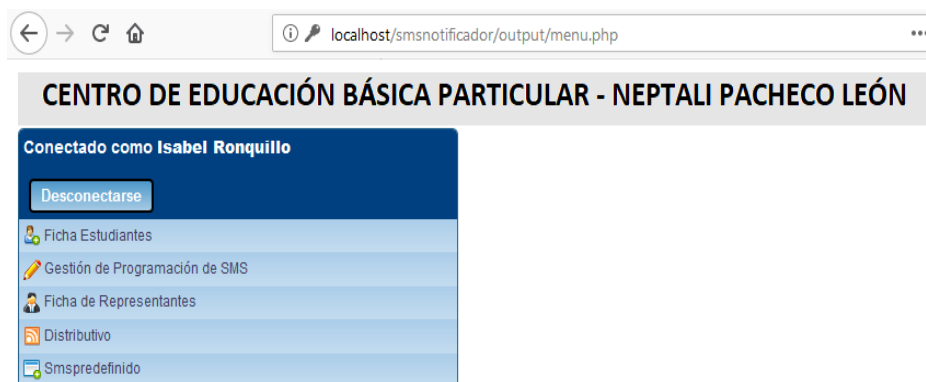 localhost/smsnotificador/output/menu.php
CENTRO DE EDUCACIÓN BÁSICA PARTICULAR - NEPTALI PACHECO LEÓN
Conectado como Isabel Ronquillo
Desconectarse
Ficha Estudiantes
Gestión de Programación de SMS
Ficha de Representantes
Distributivo
Smspredefinido